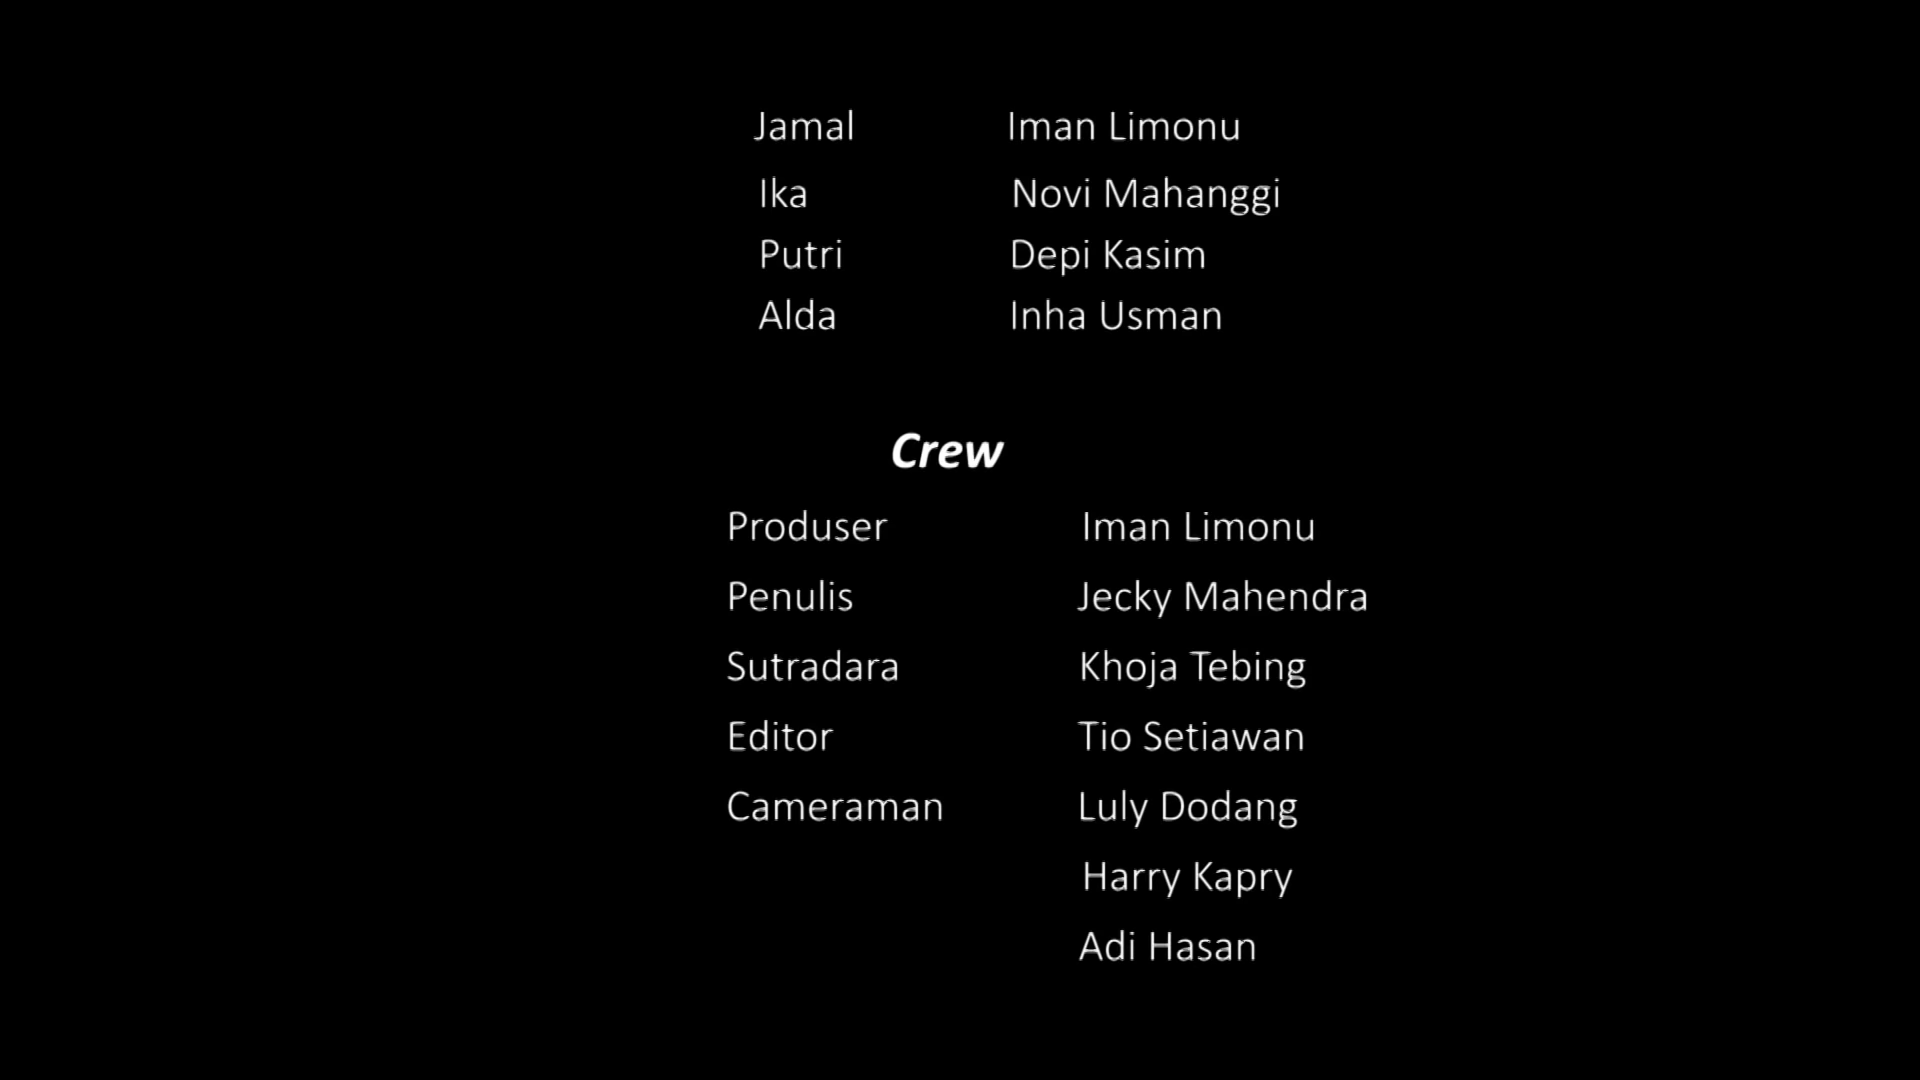 Jamal Iman Limonu
Ika Novi Mahanggi
Putri Depi Kasim
Alda Inha Usman
Crew
Produser Iman Limonu
Penulis Jecky Mahendra
Sutradara Khoja Tebing
Editor Tio Setiawan
Cameraman Luly Dodang
Harry Kapry
Adi Hasan